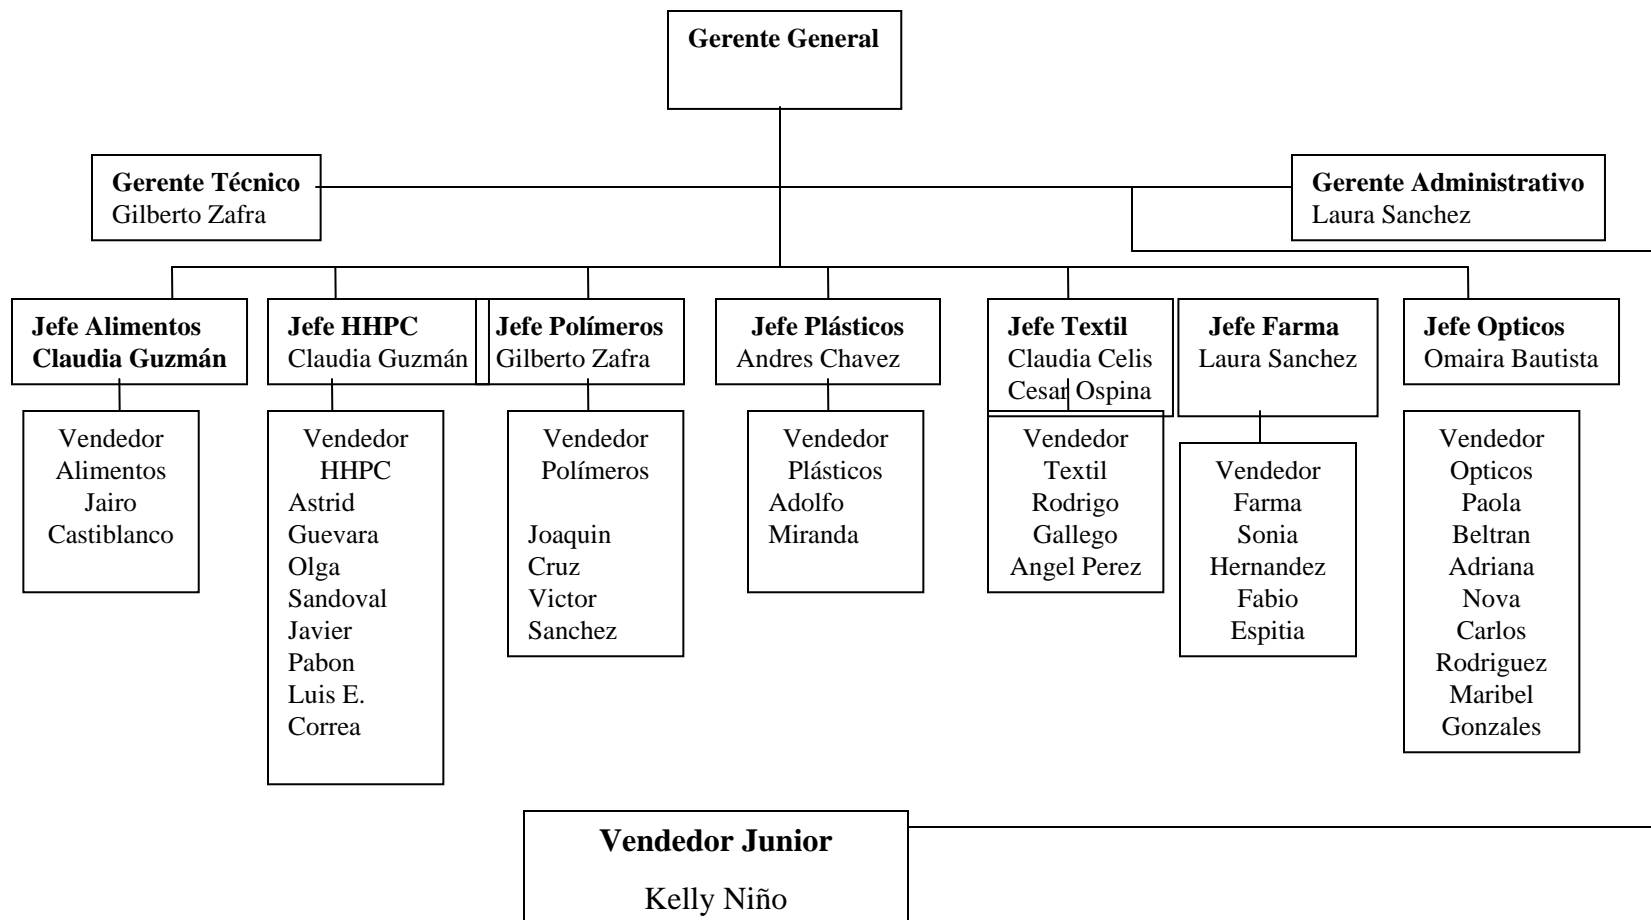 Gerente General
Gerente Técnico
Gilberto Zafra
Gerente Administrativo
Laura Sanchez
Jefe Alimentos
Claudia Guzmán
Jefe HHPC
Claudia Guzmán
Jefe Polímeros
Gilberto Zafra
Jefe Plásticos
Andres Chavez
Jefe Textil
Claudia Celis
Cesar Ospina
Jefe Farma
Laura Sanchez
Jefe Opticos
Omaira Bautista
Vendedor
Alimentos
Jairo
Castiblanco
Vendedor
HHPC
Astrid
Guevara
Olga
Sandoval
Javier
Pabon
Luis E.
Correa
Vendedor
Polímeros
Joaquin
Cruz
Victor
Sanchez
Vendedor
Plásticos
Adolfo
Miranda
Vendedor
Textil
Rodrigo
Gallego
Angel Perez
Vendedor
Farma
Sonia
Hernandez
Fabio
Espitia
Vendedor
Opticos
Paola
Beltran
Adriana
Nova
Carlos
Rodriguez
Maribel
Gonzales
Vendedor Junior
Kelly Niño